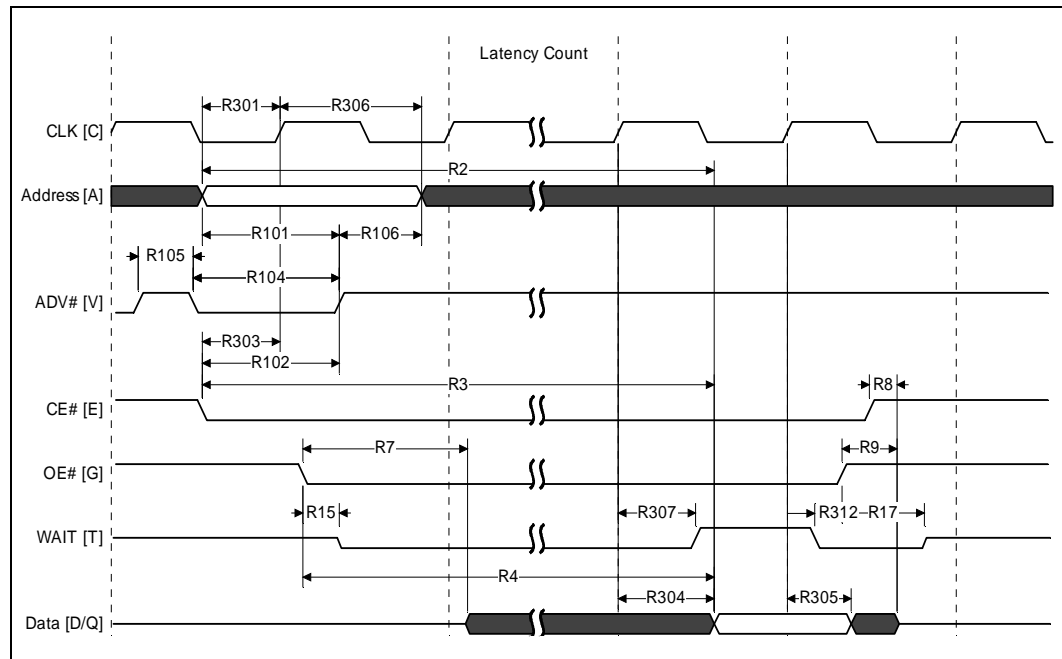 Latency Count
R301 R306
CLK [C]
R2
Address [A]
R101 R106
R105
R104
ADV# [V]
R303
R102
R3
R8
CE# [E]
R7
R9
OE# [G]
R15
R307
R312 R17
WAIT [T]
R4
R304
R305
Data [D/Q]